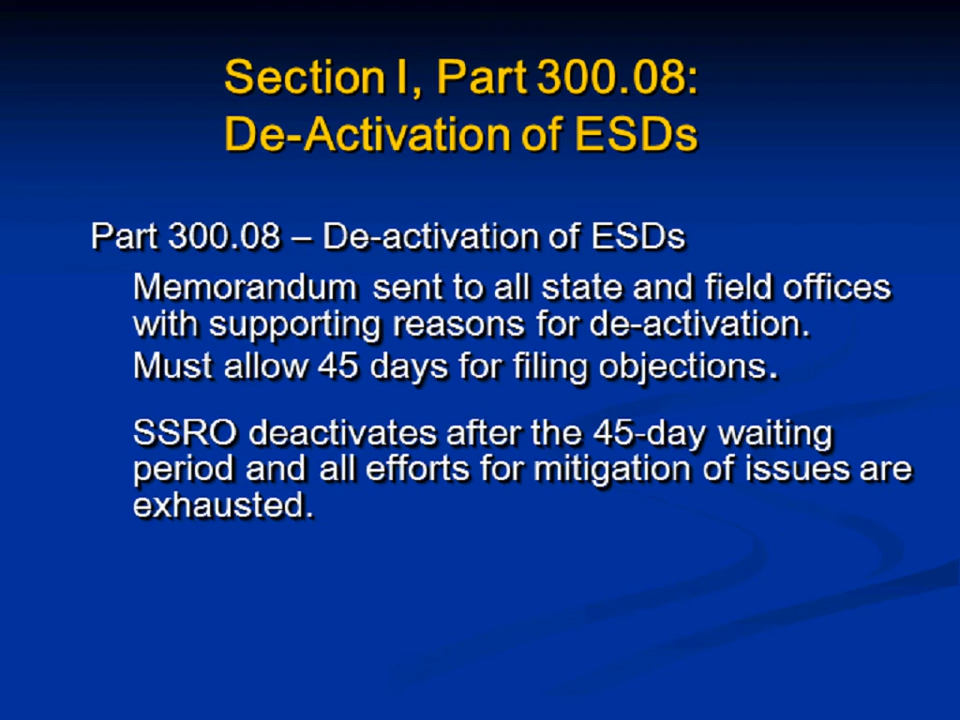 Section I, Part 300.08:
De-Activation of ESDs
Part 300.08 – De-activation of ESDs
Memorandum sent to all state and field offices
with supporting reasons for de-activation.
Must allow 45 days for filing objections.
SSRO deactivates after the 45-day waiting
period and all efforts for mitigation of issues are
exhausted.